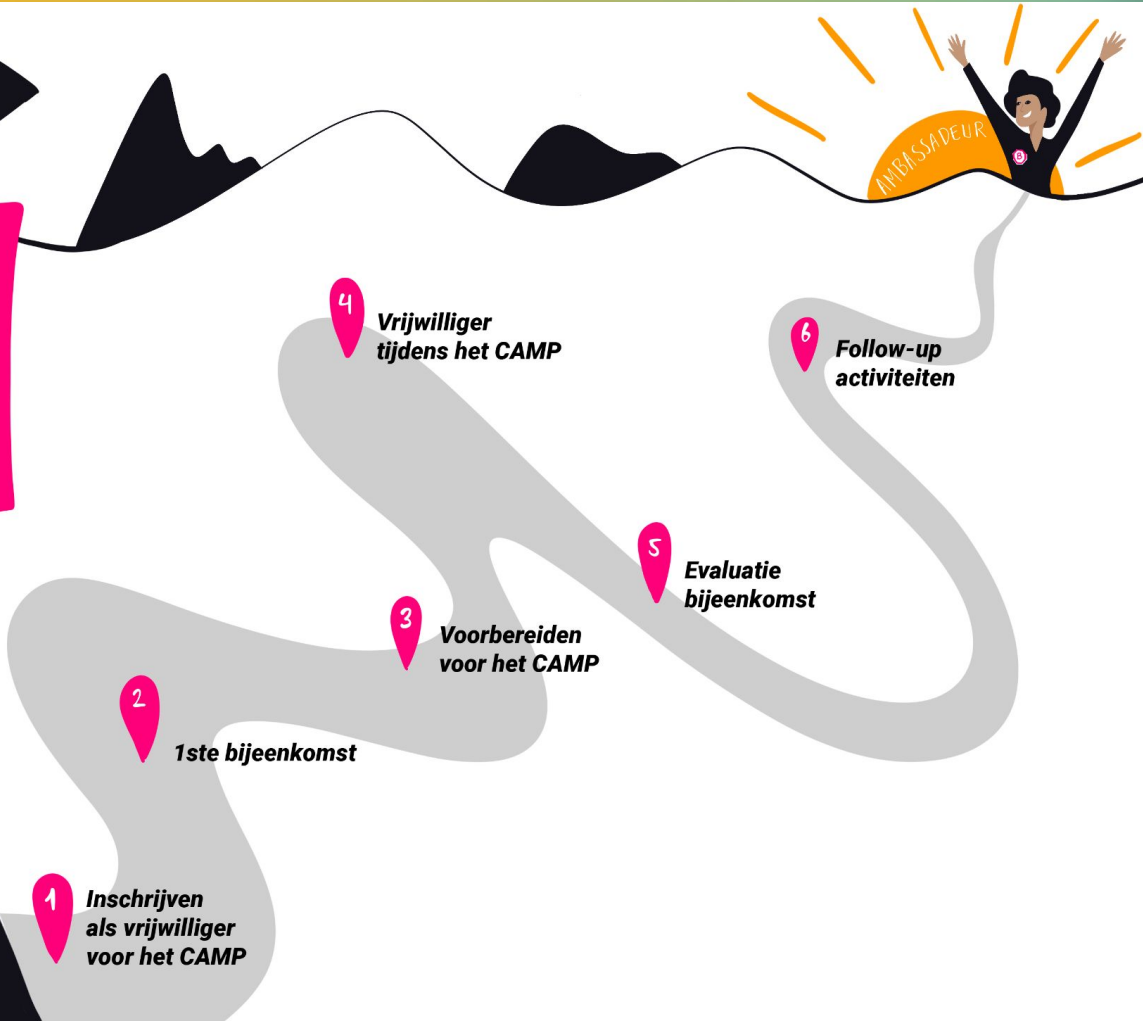 AMBASSADEUR
B
4
Vrijwilliger
tijdens het CAMP
6
Follow-up
activiteiten
5
Evaluatie
bijeenkomst
3
Voorbereiden
voor het CAMP
2
1ste bijeenkomst
1
Inschrijven
als vrijwilliger
voor het CAMP